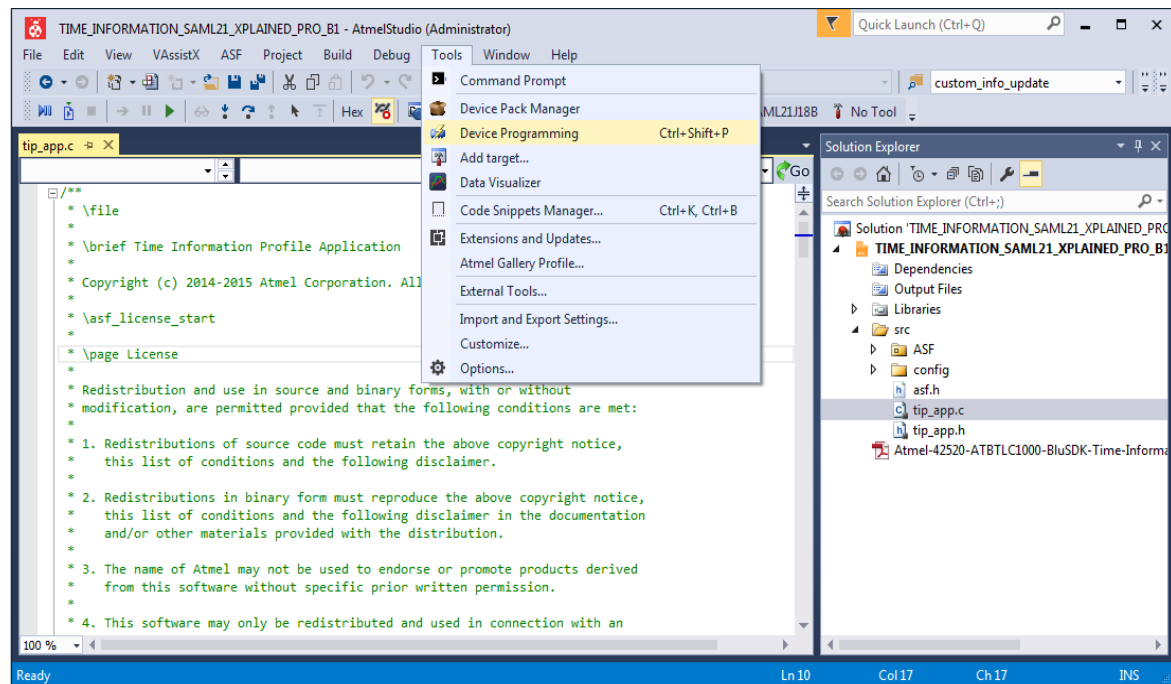 TIME_INFORMATION_SAML21_XPLAINED_PRO_B1 - AtmelStudio (Administrator)
Quick Launch (Ctrl+Q)
File Edit View VAssistX ASF Project Build Debug Tools Window Help
custom_info_update
Hex
AML21J18B No Tool
Command Prompt
Device Pack Manager
Device Programming Ctrl+Shift+P
Add target...
Data Visualizer
Code Snippets Manager... Ctrl+K, Ctrl+B
Extensions and Updates...
Atmel Gallery Profile...
External Tools...
Import and Export Settings...
Customize...
Options...
tip_app.c
Go
/**
* \file
*
* \brief Time Information Profile Application
*
* Copyright (c) 2014-2015 Atmel Corporation. All
*
* \asf_license_start
*
* \page License
*
* Redistribution and use in source and binary forms, with or without
* modification, are permitted provided that the following conditions are met:
*
* 1. Redistributions of source code must retain the above copyright notice,
* this list of conditions and the following disclaimer.
*
* 2. Redistributions in binary form must reproduce the above copyright notice,
* this list of conditions and the following disclaimer in the documentation
* and/or other materials provided with the distribution.
*
* 3. The name of Atmel may not be used to endorse or promote products derived
* from this software without specific prior written permission.
*
* 4. This software may only be redistributed and used in connection with an
100 %
Solution Explorer
Search Solution Explorer (Ctrl+;)
Solution 'TIME_INFORMATION_SAML21_XPLAINED_PRO
TIME_INFORMATION_SAML21_XPLAINED_PRO_B1
Dependencies
Output Files
Libraries
src
ASF
config
asf.h
tip_app.c
tip_app.h
Atmel-42520-ATBTLC1000-BluSDK-Time-Informa
Ready Ln 10 Col 17 Ch 17 INS